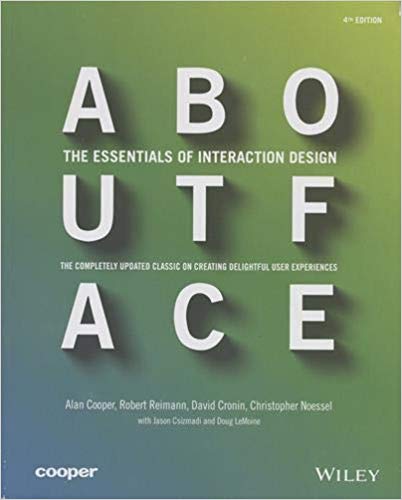 4TH EDITION
A B O
THE ESSENTIALS OF INTERACTION DESIGN
U T F
THE COMPLETELY UPDATED CLASSIC ON CREATING DELIGHTFUL USER EXPERIENCES
A C E
Alan Cooper, Robert Reimann, David Cronin, Christopher Noessel
with Jason Csizmadi and Doug LeMoine
cooper
WILEY